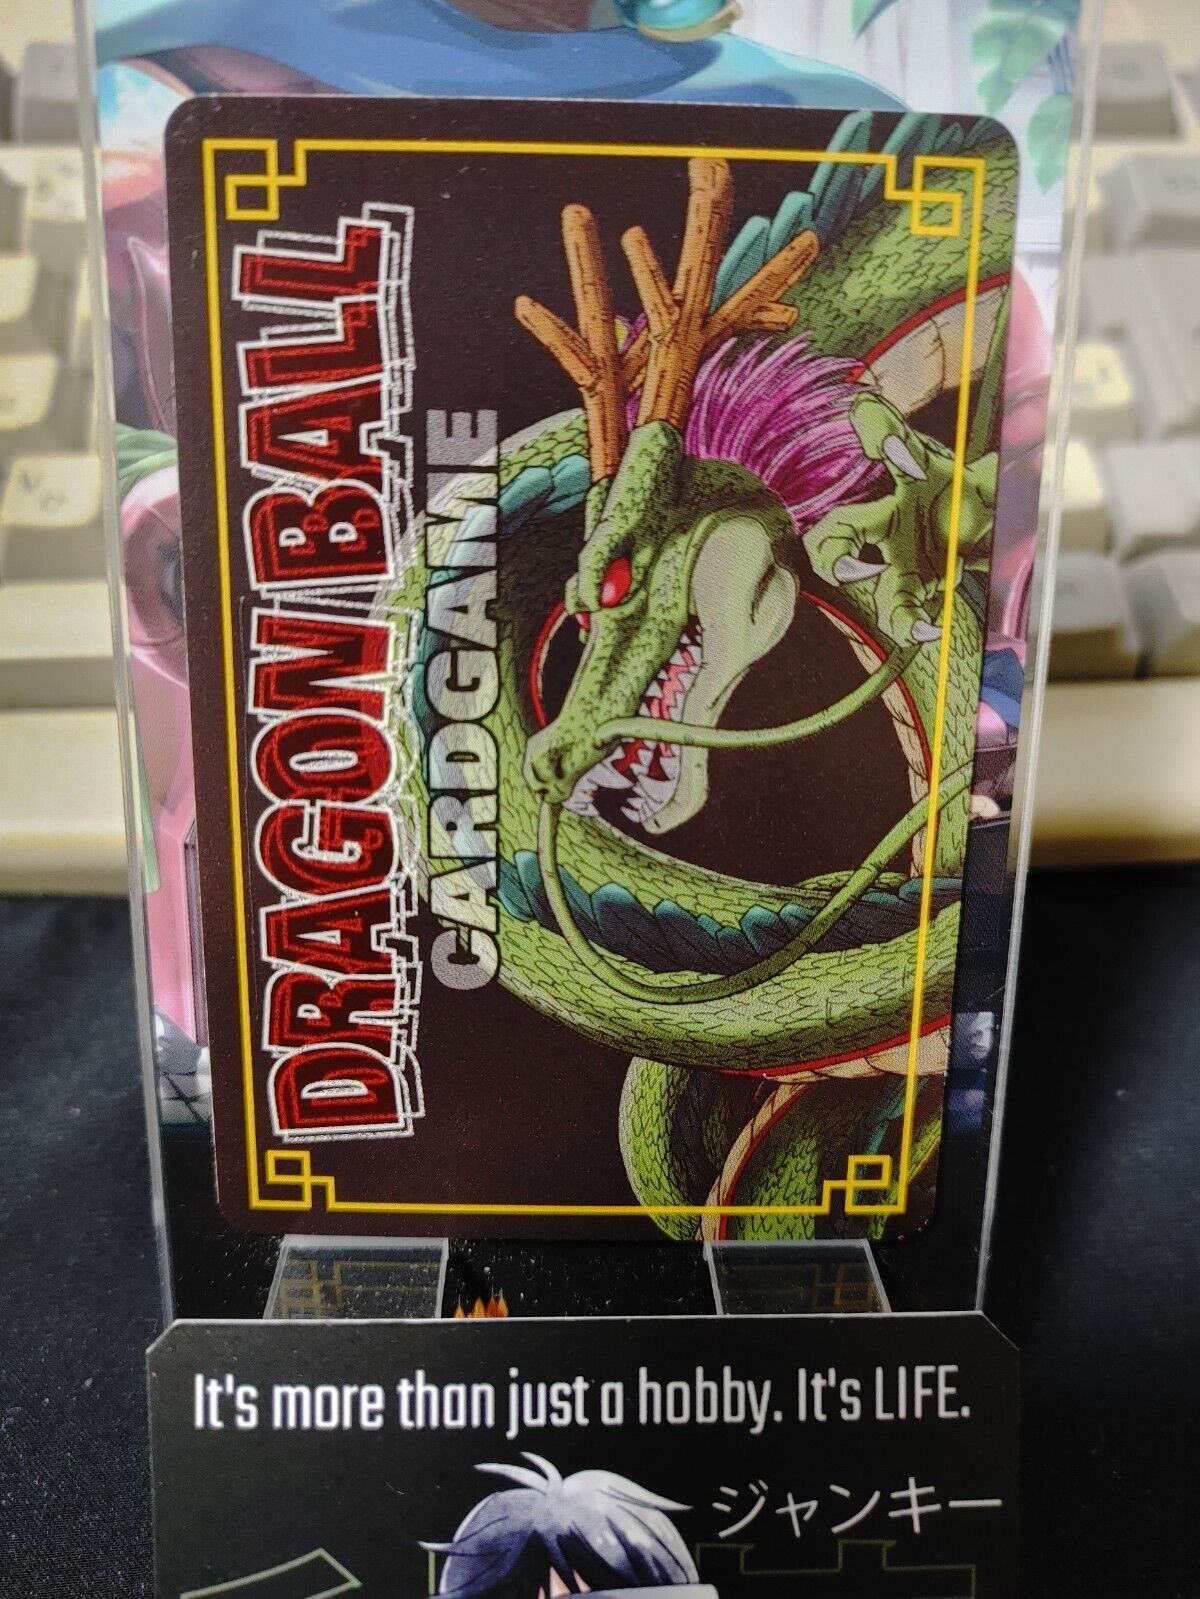 DRAGON BALL
CARDGAME
It's more than just a hobby. It's LIFE.
ジャンキー